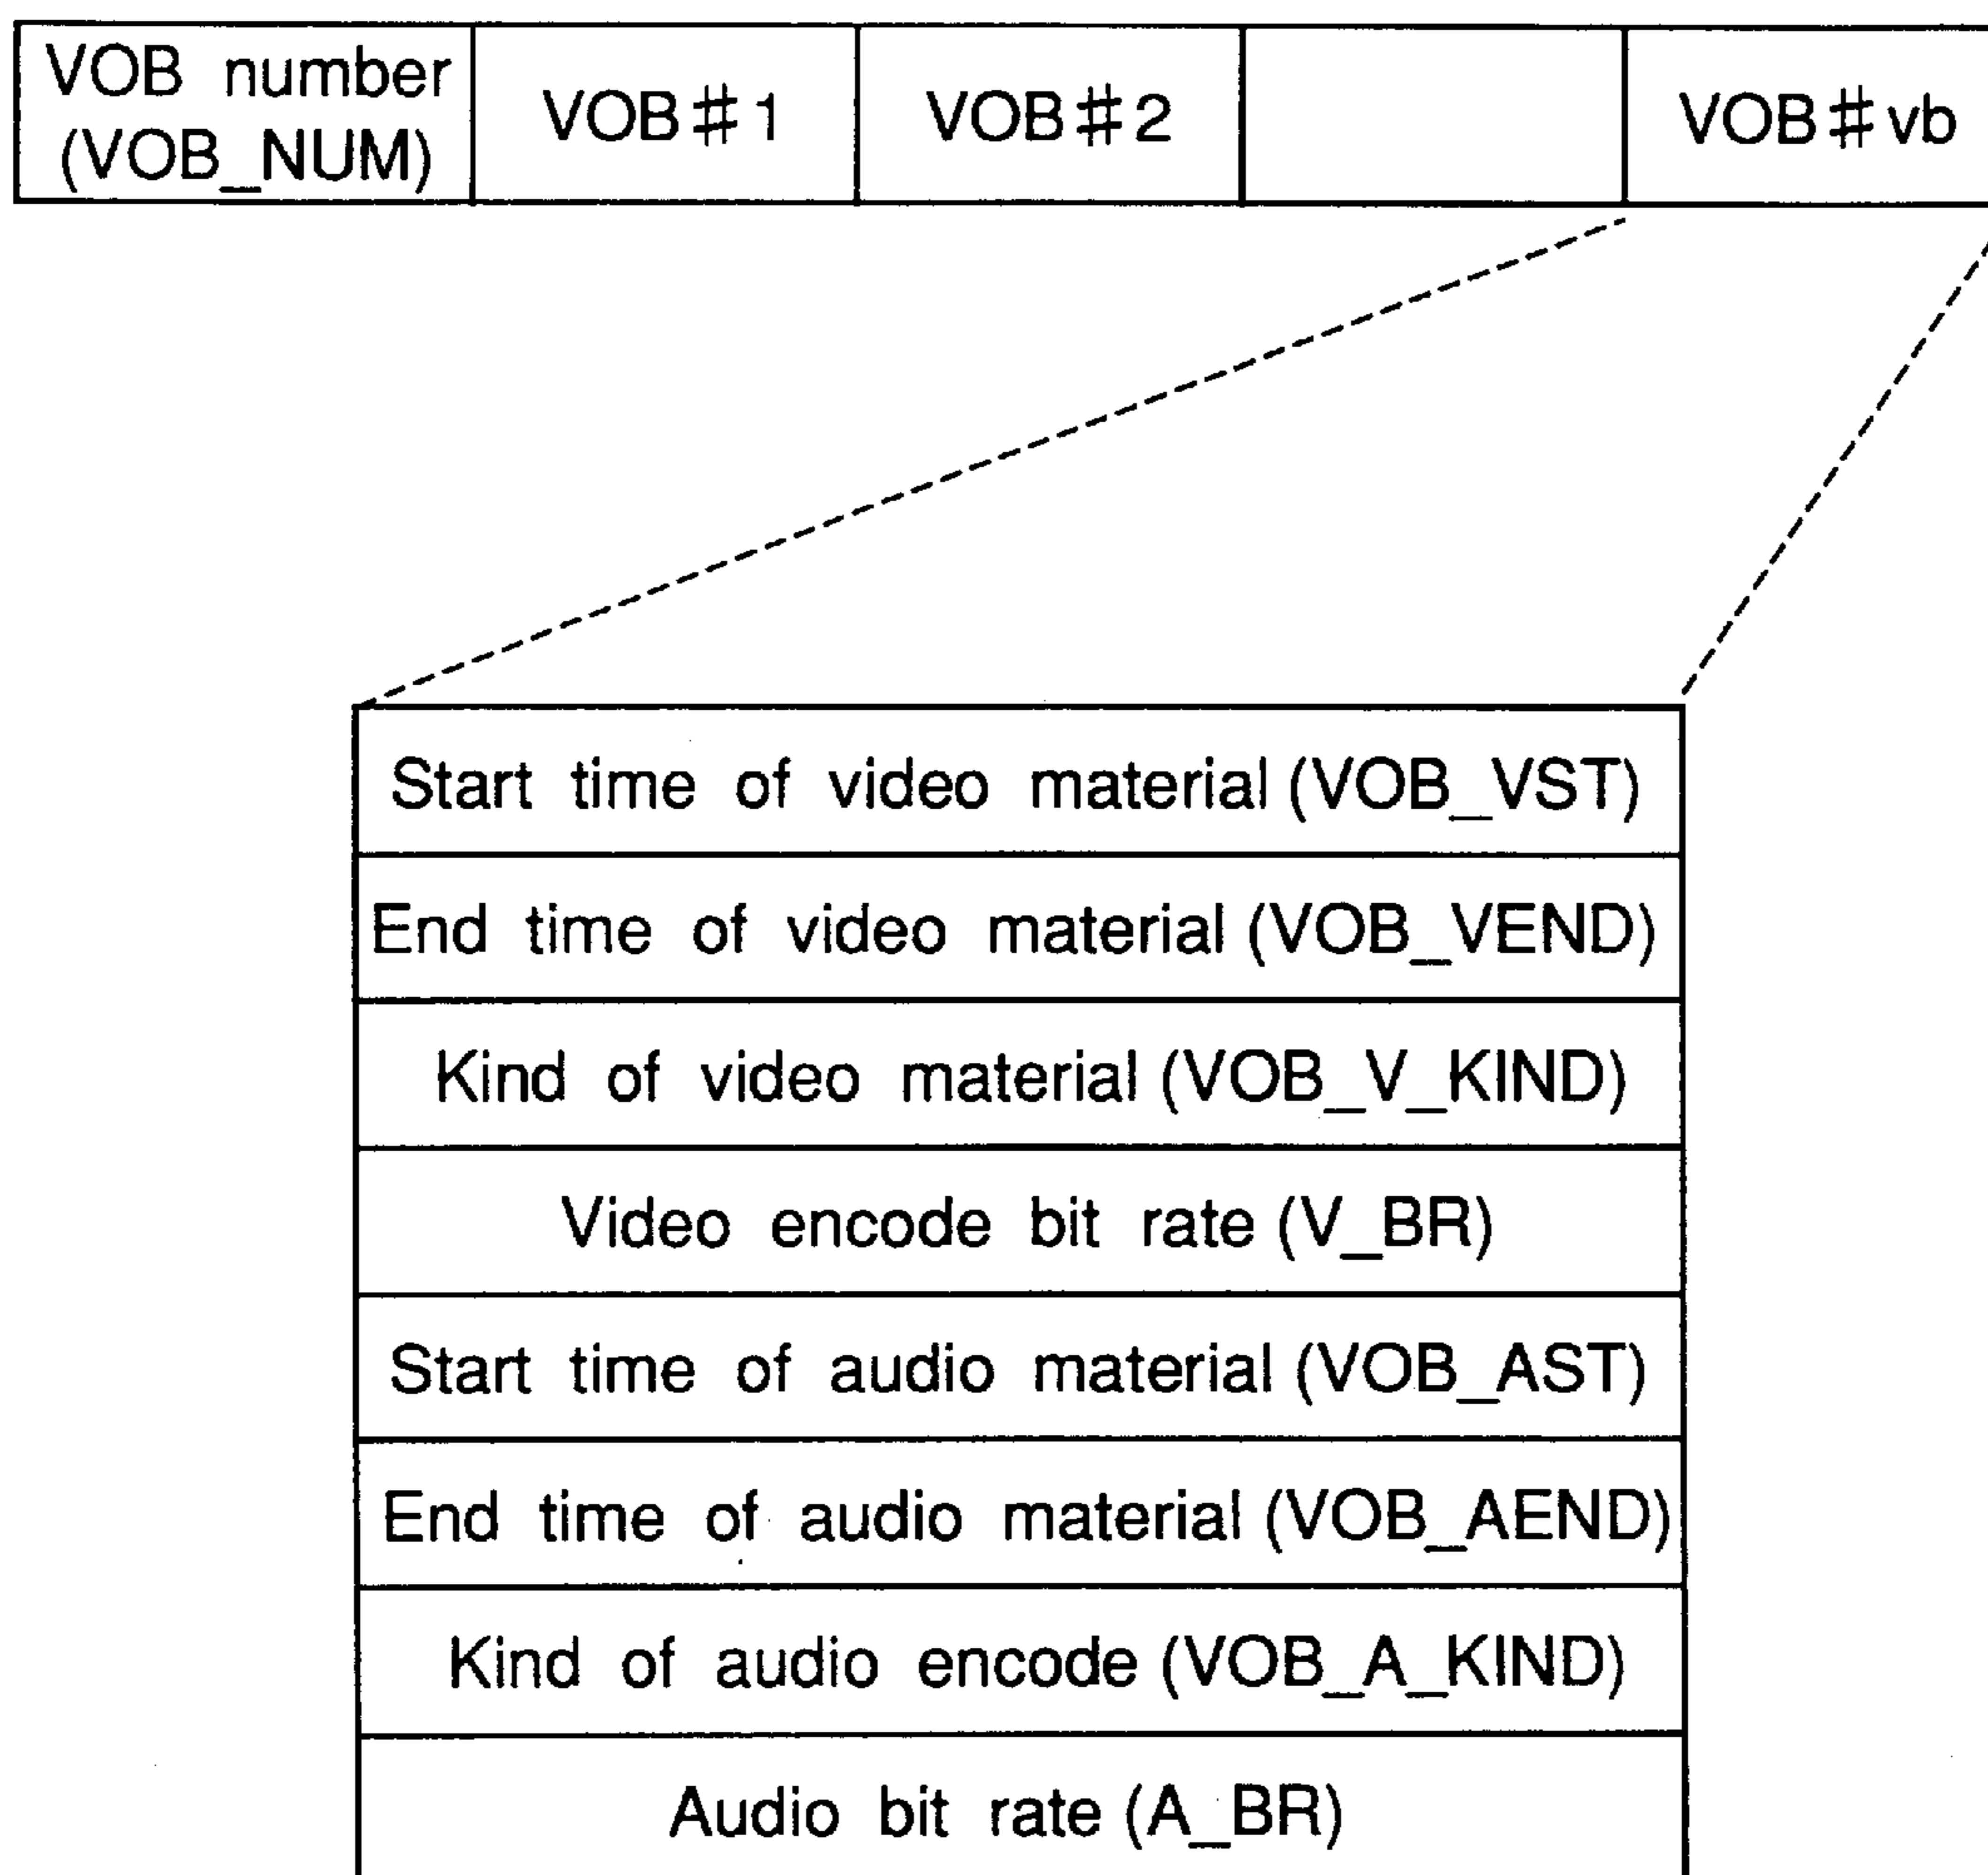 VOB number
(VOB_NUM)
VOB#1
VOB#2
VOB#vb
Start time of video material (VOB_VST)
End time of video material (VOB_VEND)
Kind of video material (VOB_V_KIND)
Video encode bit rate (V_BR)
Start time of audio material (VOB_AST)
End time of audio material (VOB_AEND)
Kind of audio encode (VOB_A_KIND)
Audio bit rate (A_BR)